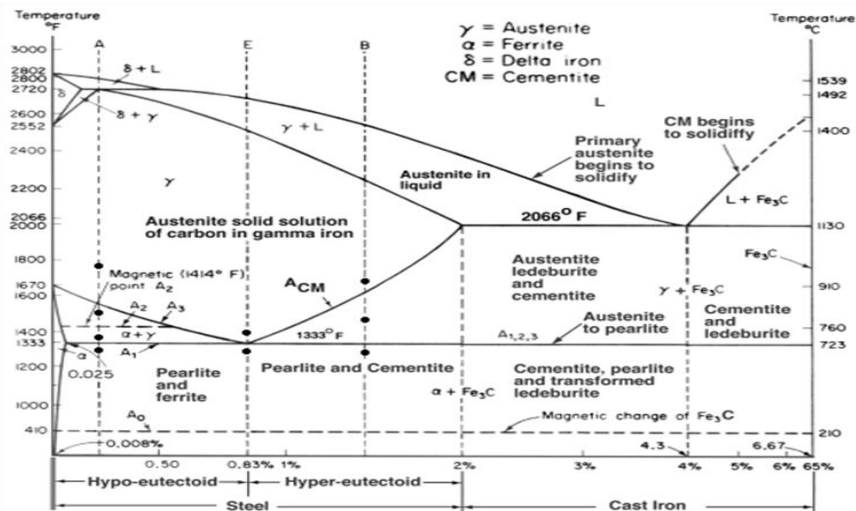 Temperature
°F
Temperature
°C
A
E
B
γ = Austenite
α = Ferrite
δ = Delta iron
CM = Cementite
3000
2802
2800
2720
2600
2552
2400
2200
2066
2000
1800
1670
1600
1400
1333
1200
1000
410
1539
1492
1400
1130
910
760
723
210
δ + L
δ
δ + γ
γ + L
L
γ
CM begins
to solidiffy
Primary
austenite
begins to
solidify
Austenite in
liquid
2066° F
L + Fe₃C
Austenite solid solution
of carbon in gamma iron
Austentite
ledeburite
and
cementite
Fe₃C
γ + Fe₃C
Cementite
and
ledeburite
Magnetic (1414° F)
point A₂
A_CM
A₂
A₃
α+γ
1333° F
A₁,₂,₃
Austenite
to pearlite
α
A₁
0.025
Pearlite
and
ferrite
Pearlite and Cementite
Cementite, pearlite
and transformed
ledeburite
α + Fe₃C
A₀
Magnetic change of Fe₃C
0.008%
4.3
6.67
0.50
0.83%
1%
2%
3%
4%
5%
6%
65%
Hypo-eutectoid
Hyper-eutectoid
Steel
Cast Iron